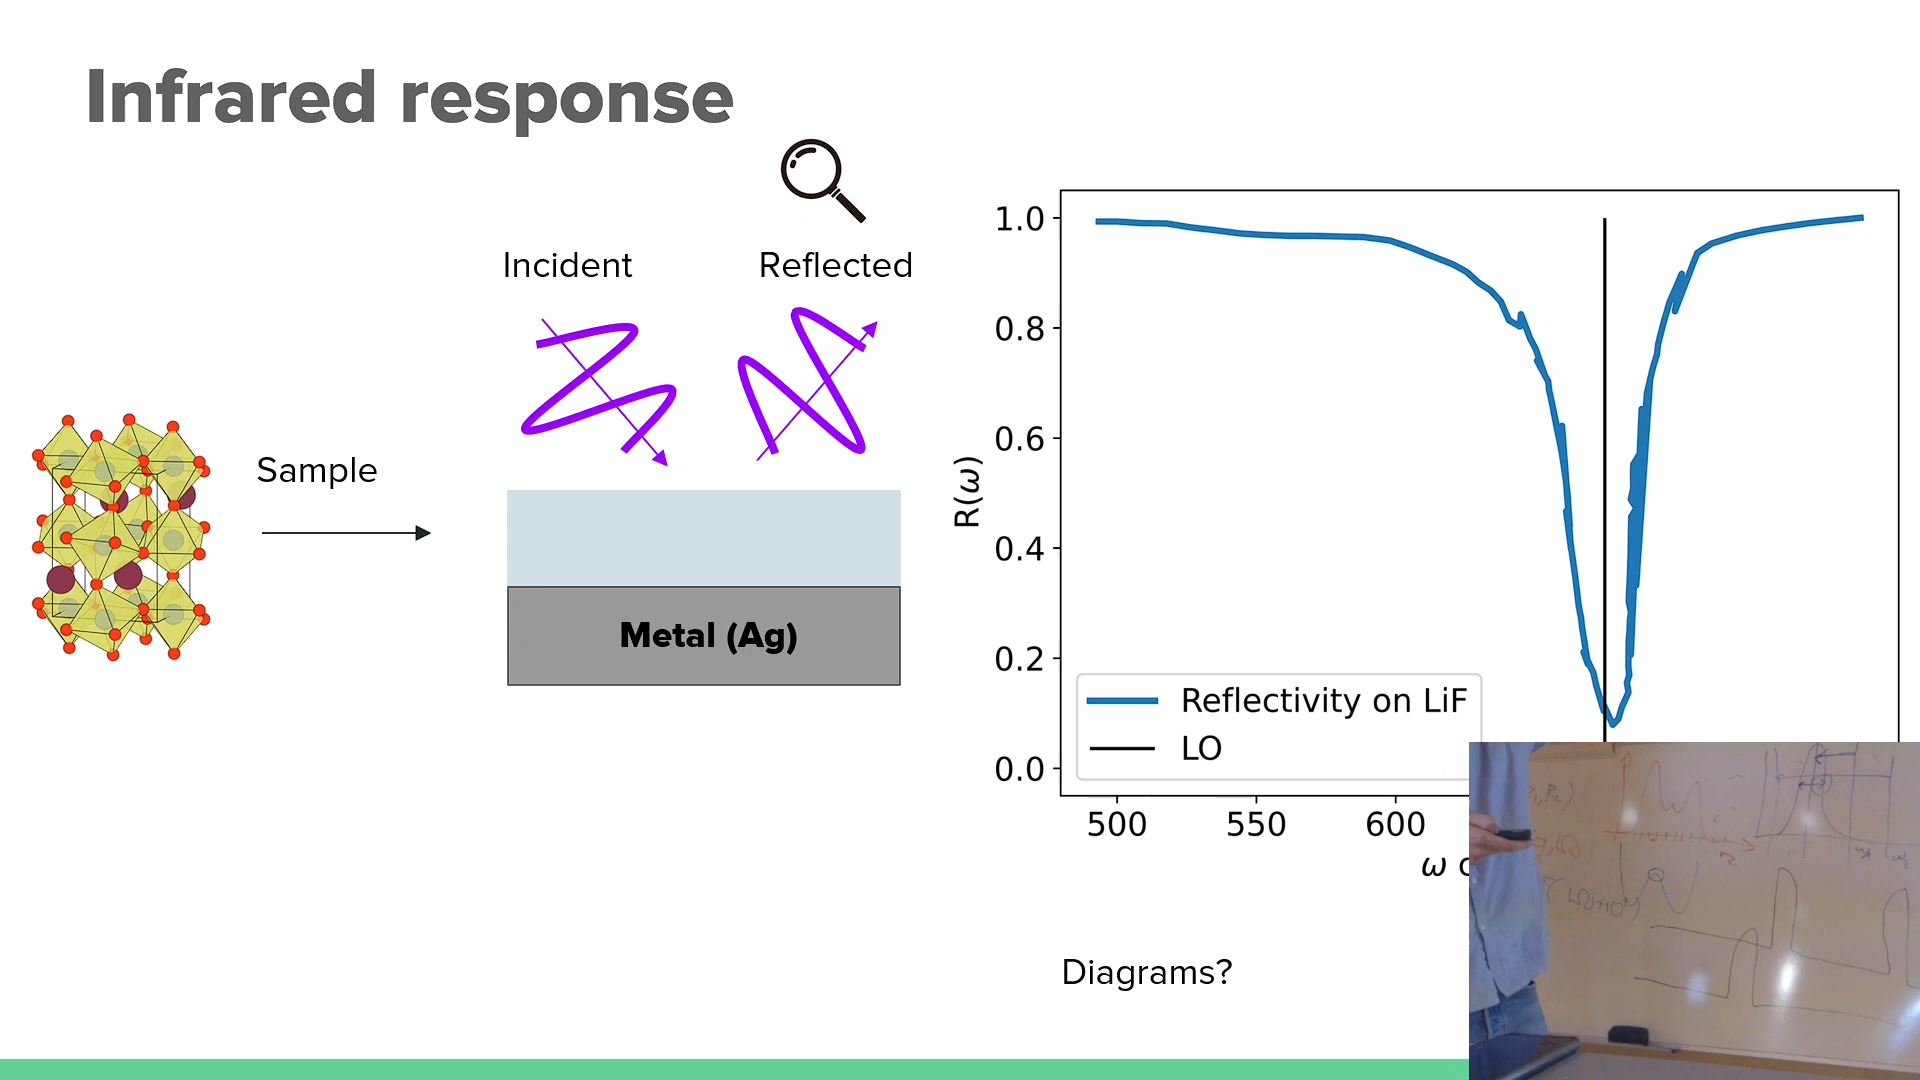 Infrared response
Incident
Reflected
Sample
Metal (Ag)
1.0
0.8
0.6
0.4
0.2
0.0
R(ω)
Reflectivity on LiF
LO
500
550
600
ω
Diagrams?